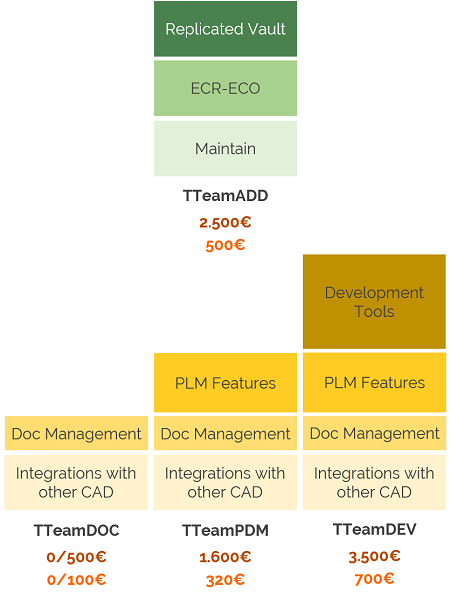 Replicated Vault
ECR-ECO
Maintain
TTeamADD
2.500€
500€
Development
Tools
PLM Features
PLM Features
Doc Management
Doc Management
Doc Management
Integrations with
other CAD
Integrations with
other CAD
Integrations with
other CAD
TTeamDOC
TTeamPDM
TTeamDEV
0/500€
1.600€
3.500€
0/100€
320€
700€